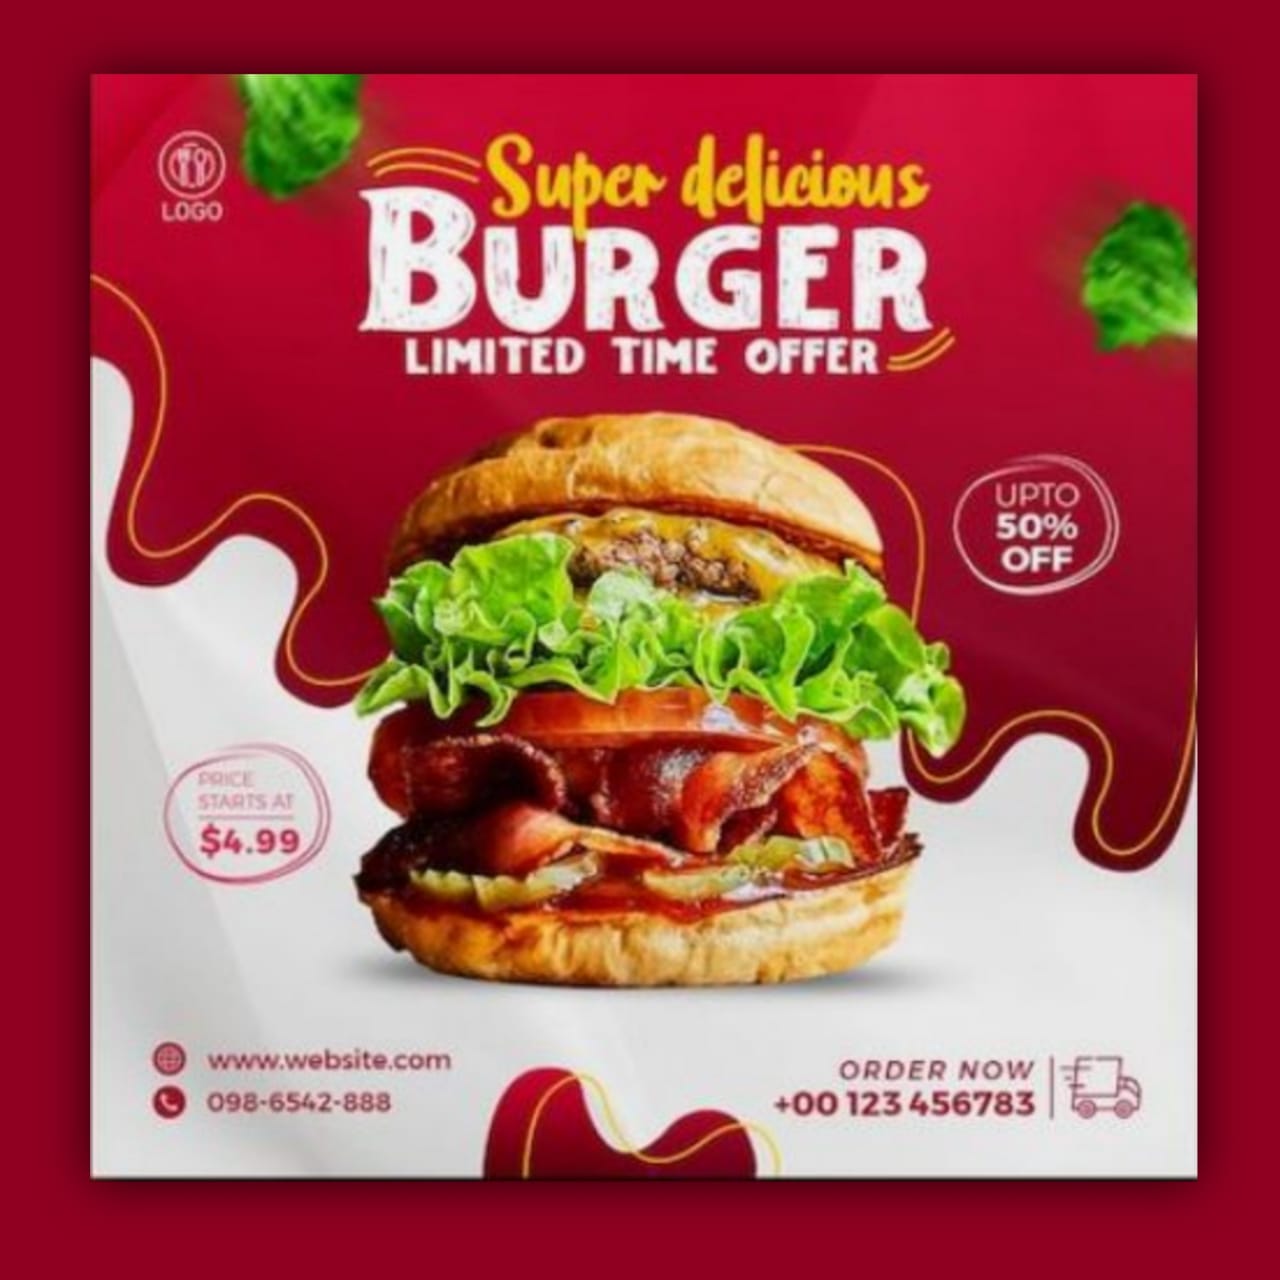 LOGO
Super delicious
BURGER
LIMITED TIME OFFER
UPTO
50%
OFF
PRICE
STARTS AT
$4.99
www.website.com
098-6542-888
ORDER NOW
+00 123 456783